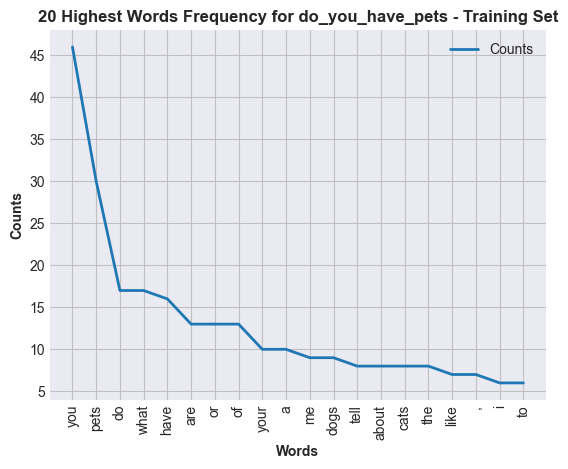 20 Highest Words Frequency for do_you_have_pets - Training Set
Counts
45
40
35
30
25
20
15
10
5
Counts
you
pets
do
what
have
are
or
of
your
a
me
dogs
tell
about
cats
the
like
,
i
to
Words